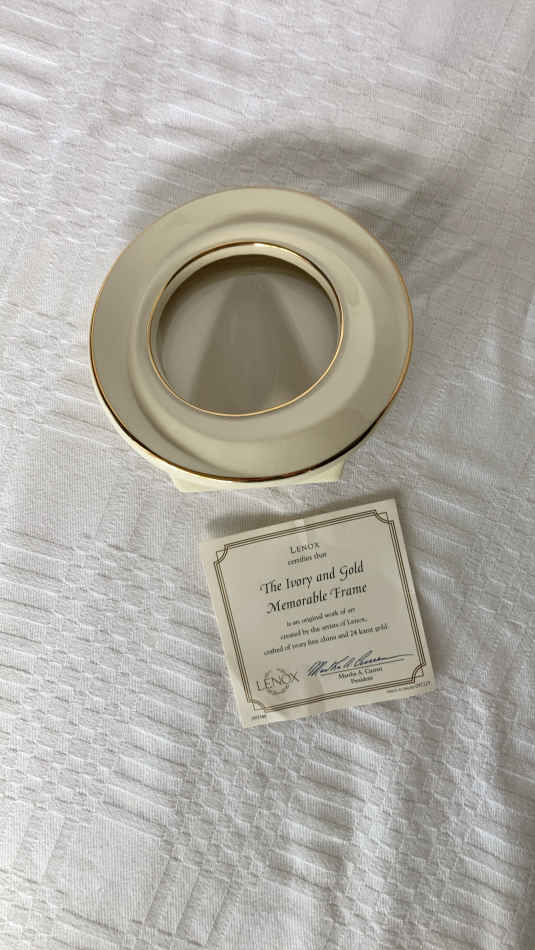 LENOX
certifies that
The Ivory and Gold
Memorable Frame
is an original work of art
created by the artists of Lenox,
crafted of ivory fine china and 24 karat gold.
LENOX
Martha A. Curren
President